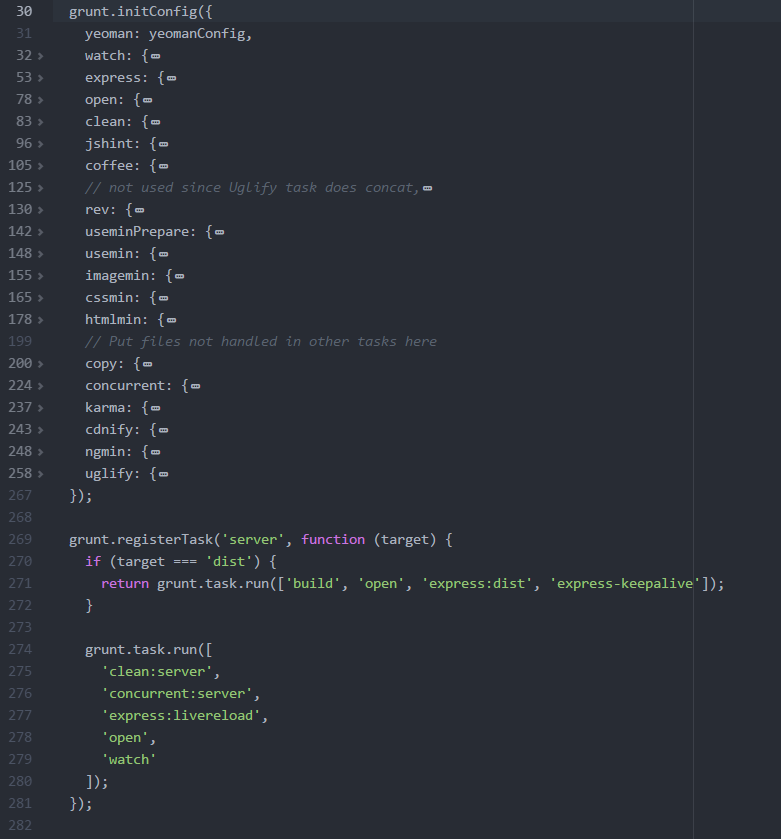 30 grunt.initConfig({
31 yeoman: yeomanConfig,
32 watch: {
53 express: {
78 open: {
83 clean: {
96 jshint: {
105 coffee: {
125 // not used since Uglify task does concat,
130 rev: {
142 useminPrepare: {
148 usemin: {
155 imagemin: {
165 cssmin: {
178 htmlmin: {
199 // Put files not handled in other tasks here
200 copy: {
224 concurrent: {
237 karma: {
243 cdnify: {
248 ngmin: {
258 uglify: {
267 });
268
269 grunt.registerTask('server', function (target) {
270 if (target === 'dist') {
271 return grunt.task.run(['build', 'open', 'express:dist', 'express-keepalive']);
272 }
273
274 grunt.task.run([
275 'clean:server',
276 'concurrent:server',
277 'express:livereload',
278 'open',
279 'watch'
280 ]);
281 });
282